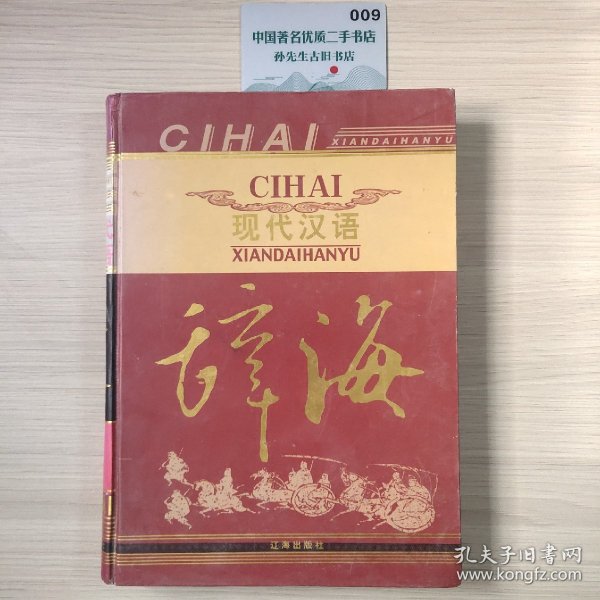 009
中国著名优质二手书店
孙先生古旧书店
CIHAI
XIANDAIHANYU
CIHAI
现代汉语
XIANDAIHANYU
辞海
辽海出版社
孔夫子旧书网
www.kongfz.com